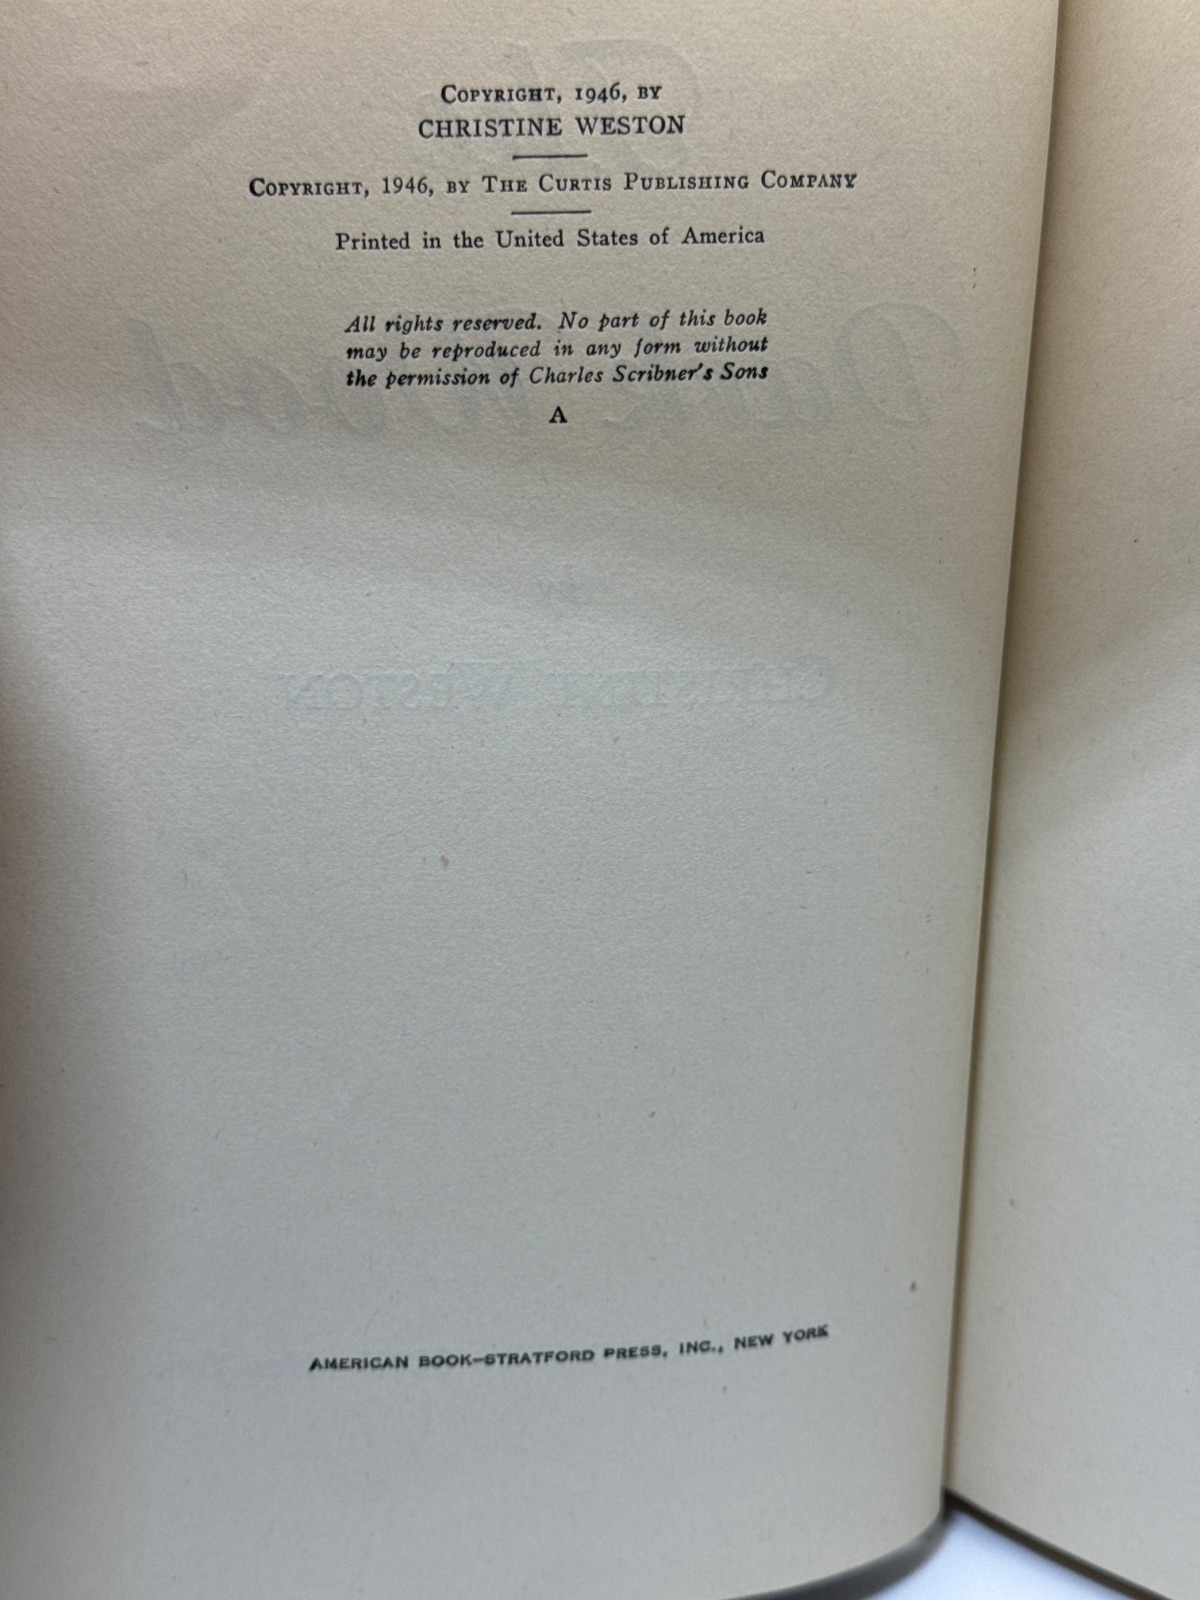 COPYRIGHT, 1946, BY
CHRISTINE WESTON
COPYRIGHT, 1946, BY THE CURTIS PUBLISHING COMPANY
Printed in the United States of America
All rights reserved. No part of this book
may be reproduced in any form without
the permission of Charles Scribner's Sons
A
CHRISTINE WESTON
AMERICAN BOOK—STRATFORD PRESS, INC., NEW YORK